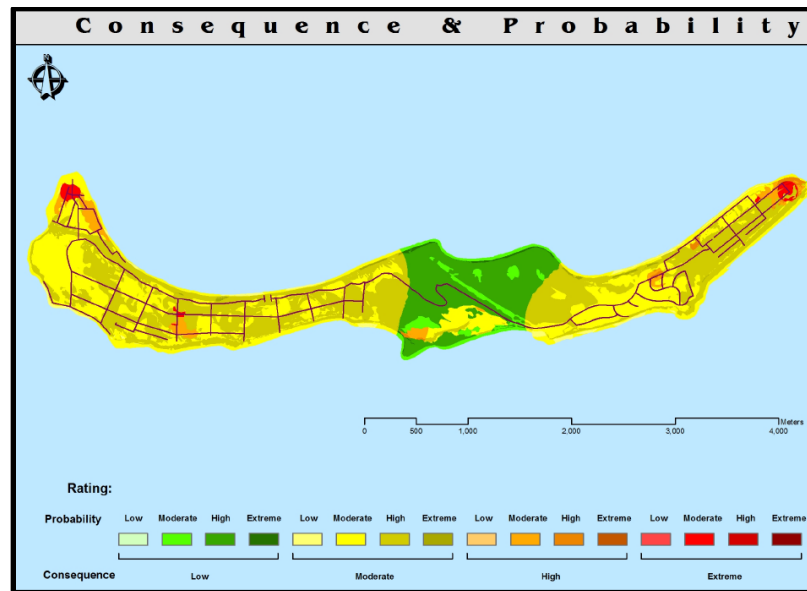 Consequence & Probability
0 500 1,000 2,000 3,000 4,000 Meters
Rating:
Probability Low Moderate High Extreme Low Moderate High Extreme Low Moderate High Extreme Low Moderate High Extreme
Consequence Low Moderate High Extreme